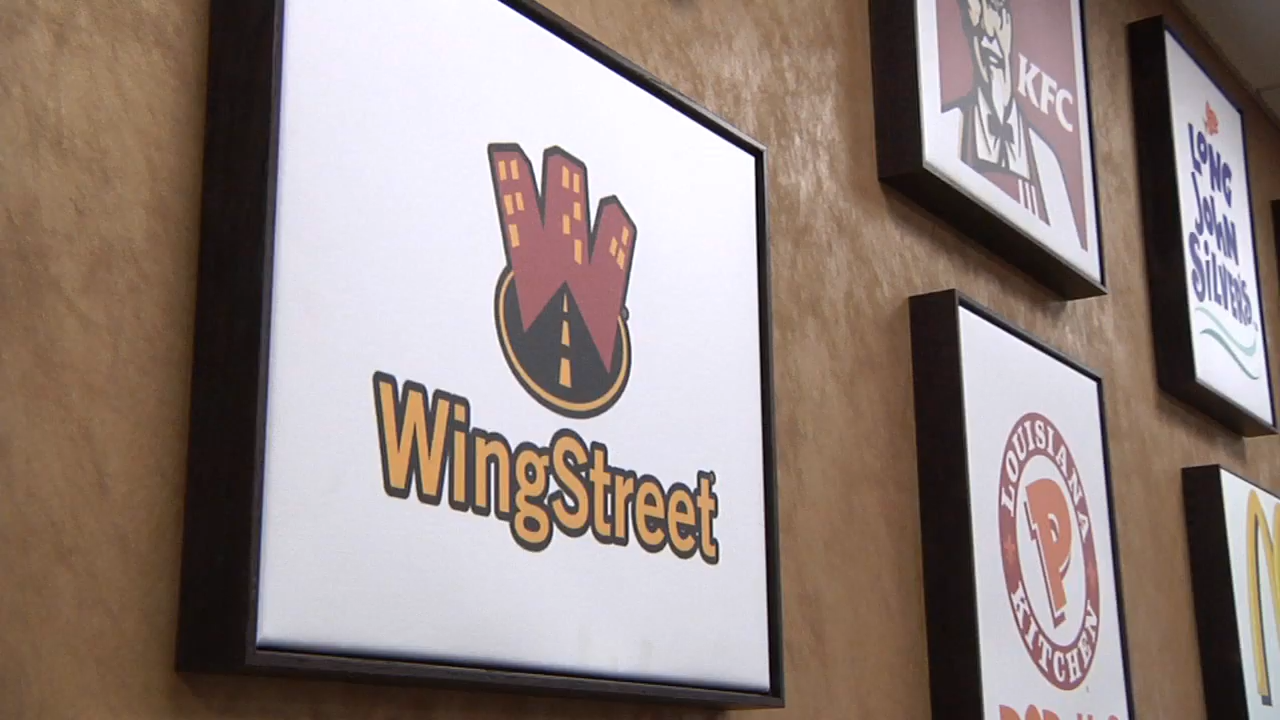 WingStreet
KFC
LONG
JOHN
SILVER'S
LOUISIANA
P
KITCHEN